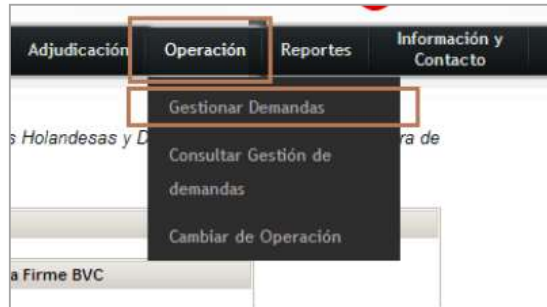 Adjudicación Operación Reportes Información y
Contacto
Gestionar Demandas
s Holandesas y D ra de
Consultar Gestión de
demandas
Cambiar de Operación
a Firme BVC